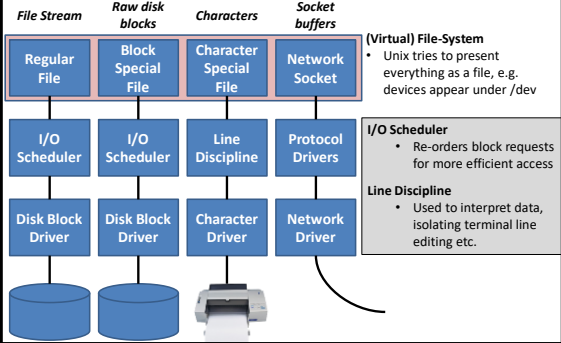 File Stream
Raw disk
blocks
Characters
Socket
buffers
Regular
File
Block
Special
File
Character
Special
File
Network
Socket
(Virtual) File-System
• Unix tries to present
everything as a file, e.g.
devices appear under /dev
I/O
Scheduler
I/O
Scheduler
Line
Discipline
Protocol
Drivers
I/O Scheduler
• Re-orders block requests
for more efficient access
Line Discipline
• Used to interpret data,
isolating terminal line
editing etc.
Disk Block
Driver
Disk Block
Driver
Character
Driver
Network
Driver